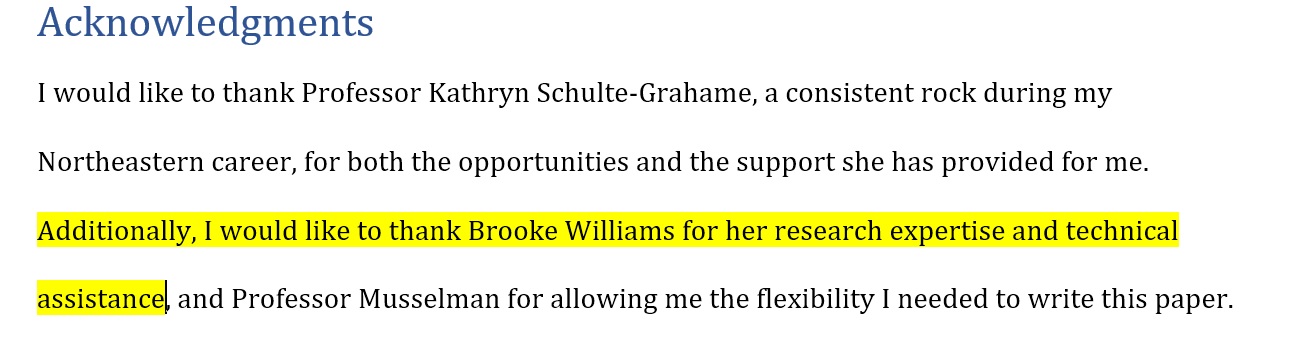 Acknowledgments
I would like to thank Professor Kathryn Schulte-Grahame, a consistent rock during my
Northeastern career, for both the opportunities and the support she has provided for me.
Additionally, I would like to thank Brooke Williams for her research expertise and technical
assistance, and Professor Musselman for allowing me the flexibility I needed to write this paper.